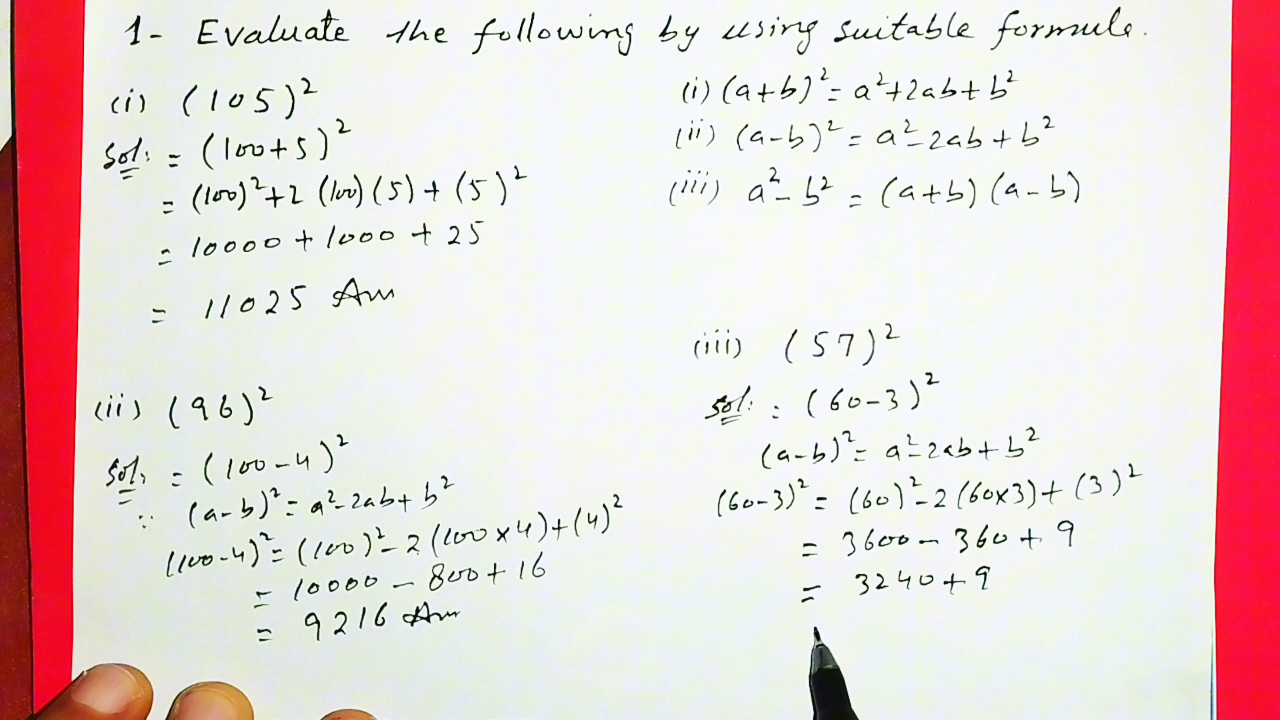 1- Evaluate the following by using suitable formula.
(i) (105)²
Sol: = (100+5)²
= (100)²+2 (100)(5) + (5)²
= 10000 + 1000 + 25
= 11025 Ans
(ii) (96)²
Sol: = (100-4)²
∵ (a-b)² = a²-2ab+b²
(100-4)² = (100)²-2(100×4)+(4)²
= 10000 - 800 + 16
= 9216 Ans
(i) (a+b)² = a²+2ab+b²
(ii) (a-b)² = a²-2ab+b²
(iii) a²-b² = (a+b) (a-b)
(iii) (57)²
Sol: = (60-3)²
(a-b)² = a²-2ab+b²
(60-3)² = (60)²-2(60×3)+(3)²
= 3600 - 360 + 9
= 3240 + 9